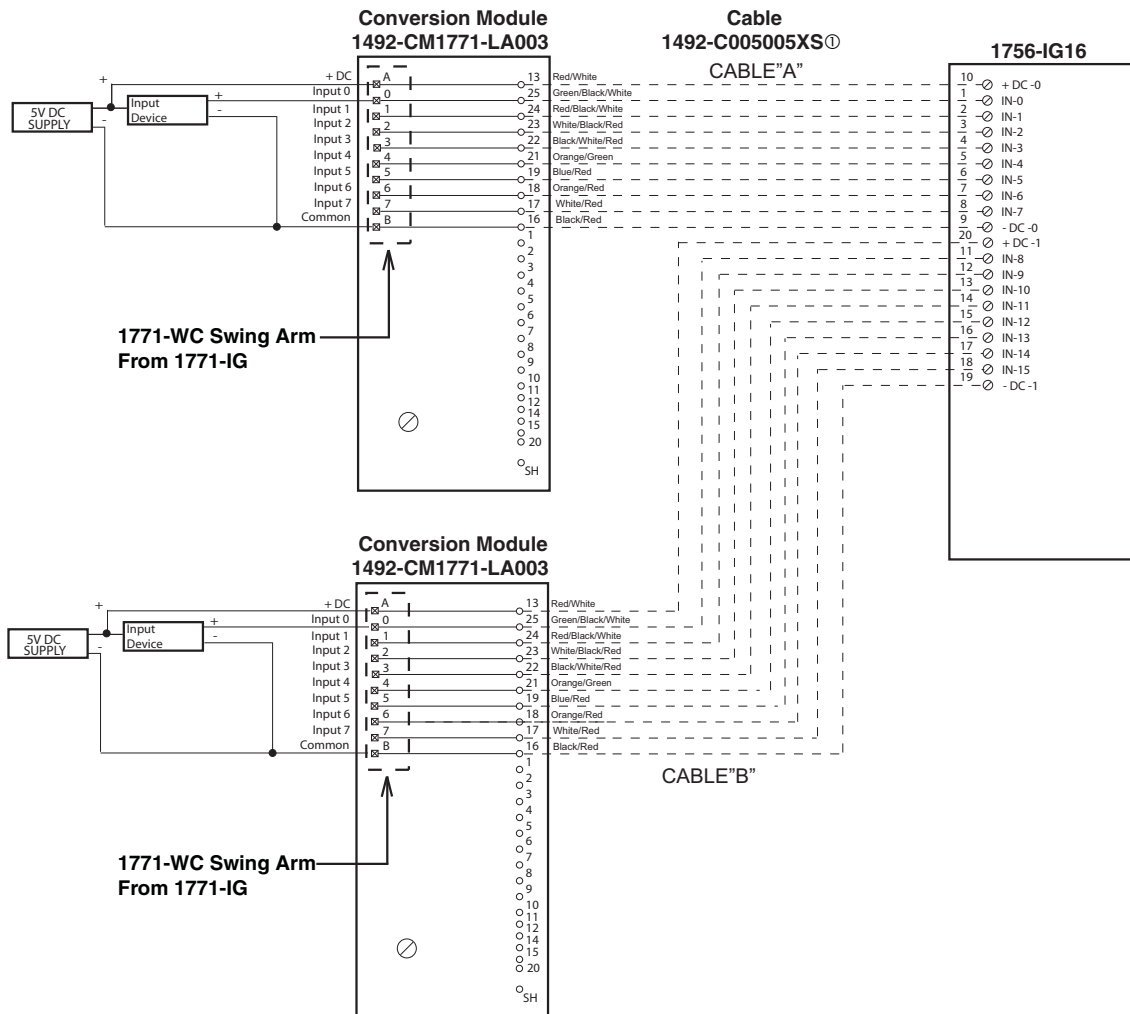 Conversion Module
1492-CM1771-LA003
Cable
1492-C005005XS①
CABLE"A"
1756-IG16
+
-
5V DC
SUPPLY
Input
Device
+
-
+ DC
Input 0
Input 1
Input 2
Input 3
Input 4
Input 5
Input 6
Input 7
Common
A
0
1
2
3
4
5
6
7
B
13 Red/White
25 Green/Black/White
24 Red/Black/White
23 White/Black/Red
22 Black/White/Red
21 Orange/Green
19 Blue/Red
18 Orange/Red
17 White/Red
16 Black/Red
1
2
3
4
5
6
7
8
9
10
11
12
14
15
20
SH
10 + DC -0
1 IN-0
2 IN-1
3 IN-2
4 IN-3
5 IN-4
6 IN-5
7 IN-6
8 IN-7
9 - DC -0
20 + DC -1
11 IN-8
12 IN-9
13 IN-10
14 IN-11
15 IN-12
16 IN-13
17 IN-14
18 IN-15
19 - DC -1
1771-WC Swing Arm
From 1771-IG
Conversion Module
1492-CM1771-LA003
+
-
5V DC
SUPPLY
Input
Device
+
-
+ DC
Input 0
Input 1
Input 2
Input 3
Input 4
Input 5
Input 6
Input 7
Common
A
0
1
2
3
4
5
6
7
B
13 Red/White
25 Green/Black/White
24 Red/Black/White
23 White/Black/Red
22 Black/White/Red
21 Orange/Green
19 Blue/Red
18 Orange/Red
17 White/Red
16 Black/Red
1
2
3
4
5
6
7
8
9
10
11
12
14
15
20
SH
CABLE"B"
1771-WC Swing Arm
From 1771-IG